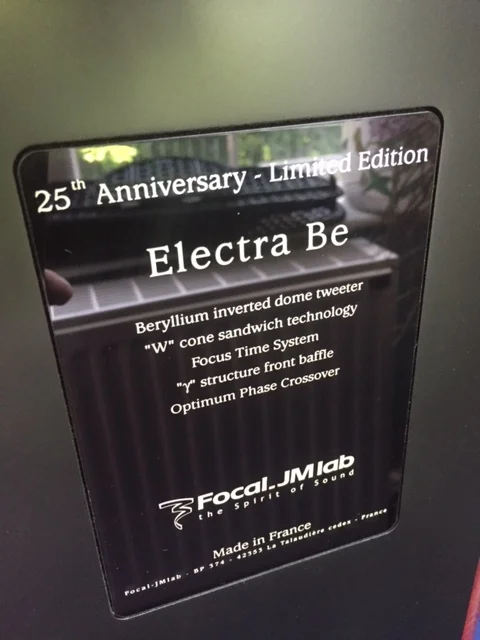 25th Anniversary - Limited Edition
Electra Be
Beryllium inverted dome tweeter
"W" cone sandwich technology
Focus Time System
"γ" structure front baffle
Optimum Phase Crossover
Focal-JMlab
the Spirit of Sound
Made in France
Focal-JMlab - BP 374 - 42353 La Talaudière cedex - France